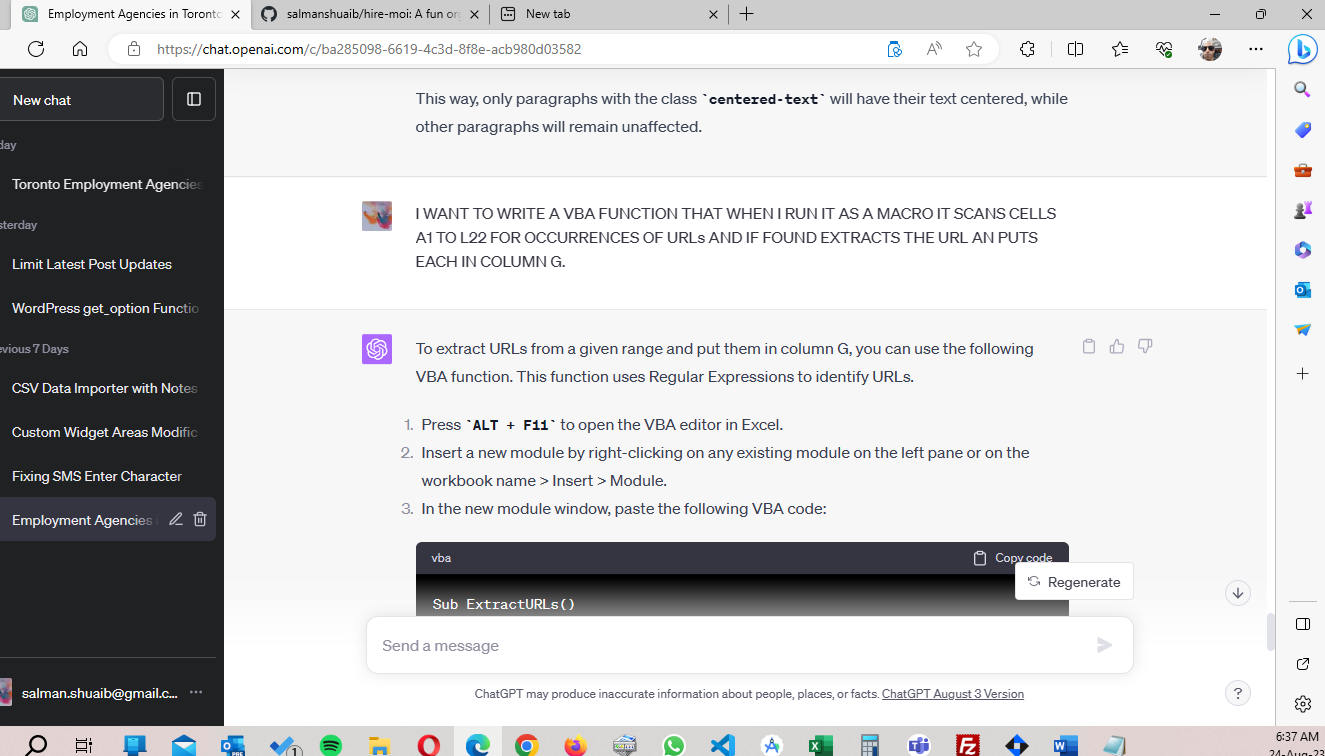 Employment Agencies in Toronto
salmanshuaib/hire-moi: A fun org
New tab
https://chat.openai.com/c/ba285098-6619-4c3d-8f8e-acb980d03582
New chat
day
Toronto Employment Agencies
sterday
Limit Latest Post Updates
WordPress get_option Functio
evious 7 Days
CSV Data Importer with Notes
Custom Widget Areas Modific
Fixing SMS Enter Character
Employment Agencies i
salman.shuaib@gmail.c... ···
This way, only paragraphs with the class `centered-text` will have their text centered, while
other paragraphs will remain unaffected.
I WANT TO WRITE A VBA FUNCTION THAT WHEN I RUN IT AS A MACRO IT SCANS CELLS
A1 TO L22 FOR OCCURRENCES OF URLs AND IF FOUND EXTRACTS THE URL AN PUTS
EACH IN COLUMN G.
To extract URLs from a given range and put them in column G, you can use the following
VBA function. This function uses Regular Expressions to identify URLs.
1. Press `ALT + F11` to open the VBA editor in Excel.
2. Insert a new module by right-clicking on any existing module on the left pane or on the
workbook name > Insert > Module.
3. In the new module window, paste the following VBA code:
vba
Copy code
Regenerate
Sub ExtractURLs()
Send a message
ChatGPT may produce inaccurate information about people, places, or facts. ChatGPT August 3 Version
?
6:37 AM
24-Aug-23